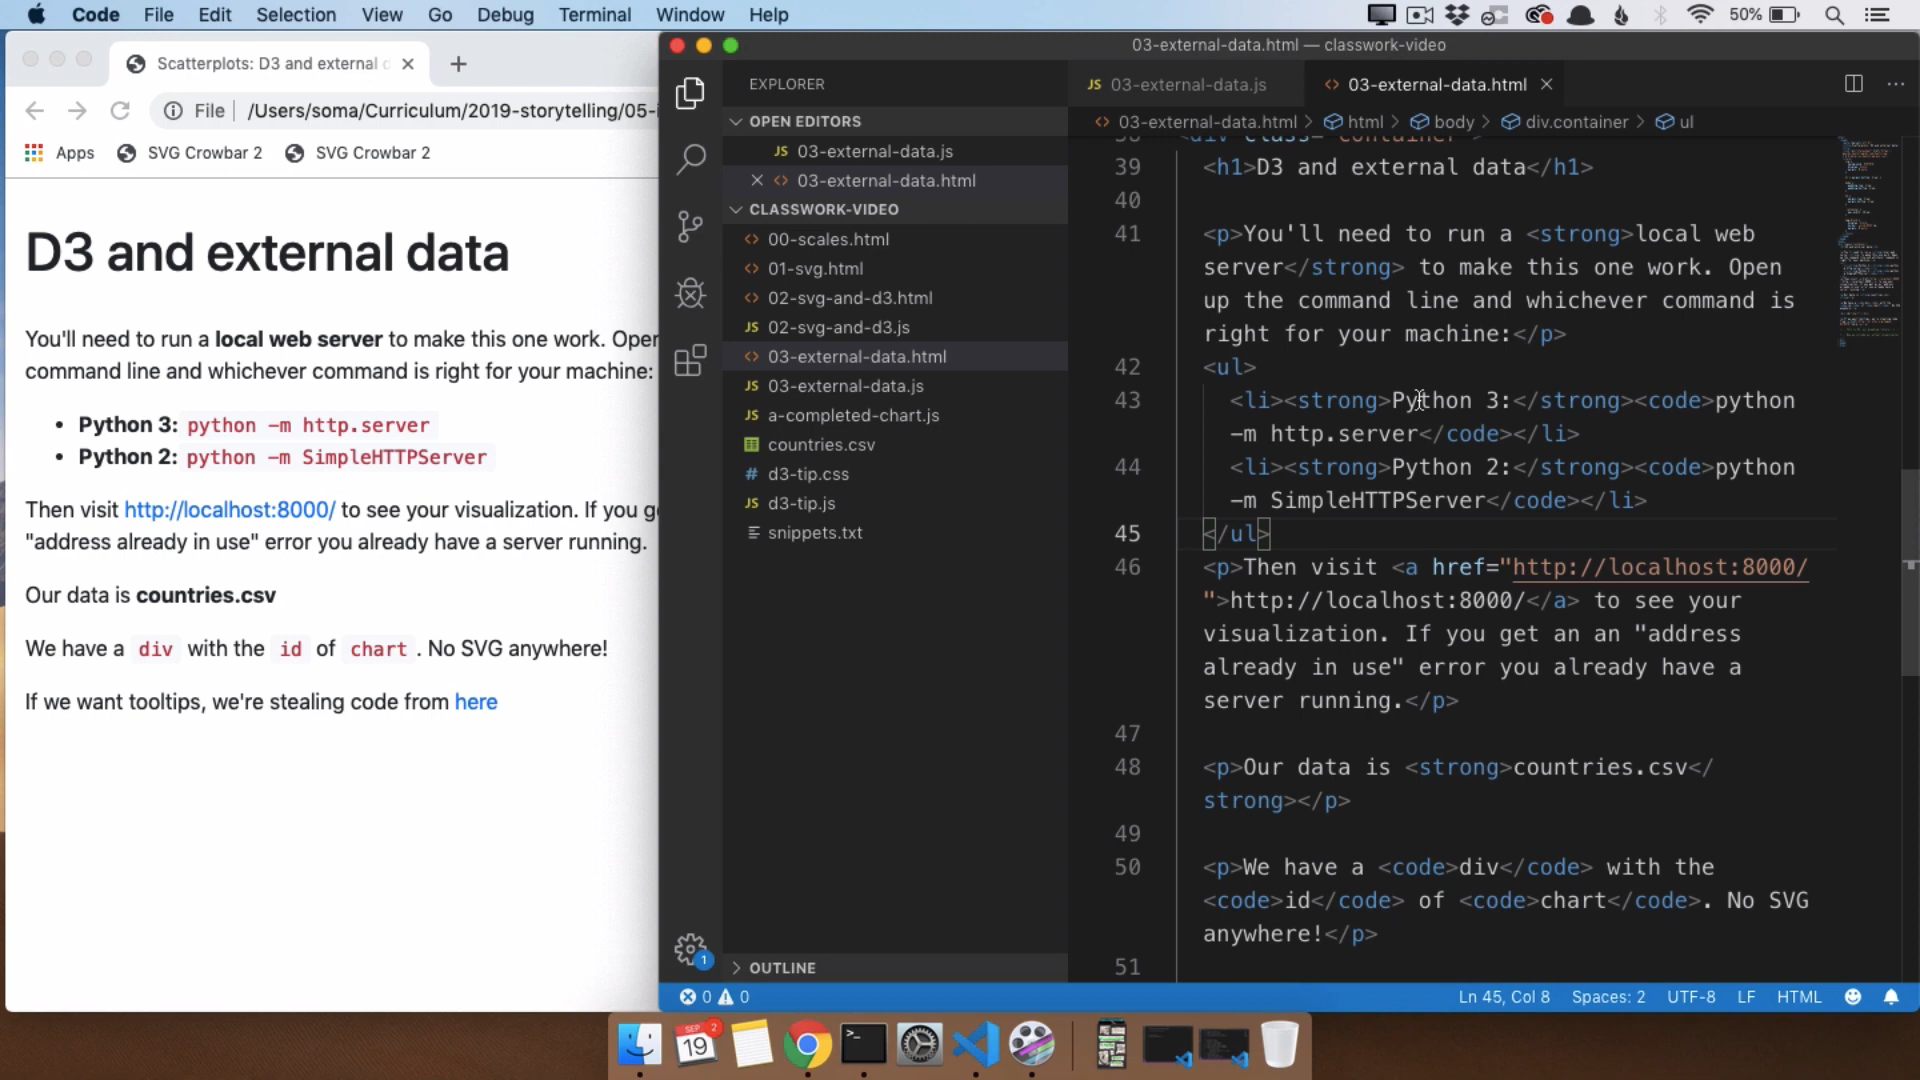 Code File Edit Selection View Go Debug Terminal Window Help 50%
Scatterplots: D3 and external d
File /Users/soma/Curriculum/2019-storytelling/05-i
Apps SVG Crowbar 2 SVG Crowbar 2
D3 and external data
You'll need to run a local web server to make this one work. Open
command line and whichever command is right for your machine:
• Python 3: python -m http.server
• Python 2: python -m SimpleHTTPServer
Then visit http://localhost:8000/ to see your visualization. If you g
"address already in use" error you already have a server running.
Our data is countries.csv
We have a div with the id of chart . No SVG anywhere!
If we want tooltips, we're stealing code from here
03-external-data.html — classwork-video
EXPLORER
OPEN EDITORS
JS 03-external-data.js
03-external-data.html
CLASSWORK-VIDEO
00-scales.html
01-svg.html
02-svg-and-d3.html
JS 02-svg-and-d3.js
03-external-data.html
JS 03-external-data.js
JS a-completed-chart.js
countries.csv
# d3-tip.css
JS d3-tip.js
snippets.txt
OUTLINE
1
JS 03-external-data.js
03-external-data.html
03-external-data.html > html > body > div.container > ul
38 <div class="container">
39 <h1>D3 and external data</h1>
40
41 <p>You'll need to run a <strong>local web
server</strong> to make this one work. Open
up the command line and whichever command is
right for your machine:</p>
42 <ul>
43 <li><strong>Python 3:</strong><code>python
-m http.server</code></li>
44 <li><strong>Python 2:</strong><code>python
-m SimpleHTTPServer</code></li>
45 </ul>
46 <p>Then visit <a href="http://localhost:8000/
">http://localhost:8000/</a> to see your
visualization. If you get an an "address
already in use" error you already have a
server running.</p>
47
48 <p>Our data is <strong>countries.csv</
strong></p>
49
50 <p>We have a <code>div</code> with the
<code>id</code> of <code>chart</code>. No SVG
anywhere!</p>
51
0 0 Ln 45, Col 8 Spaces: 2 UTF-8 LF HTML
SEP 2
19